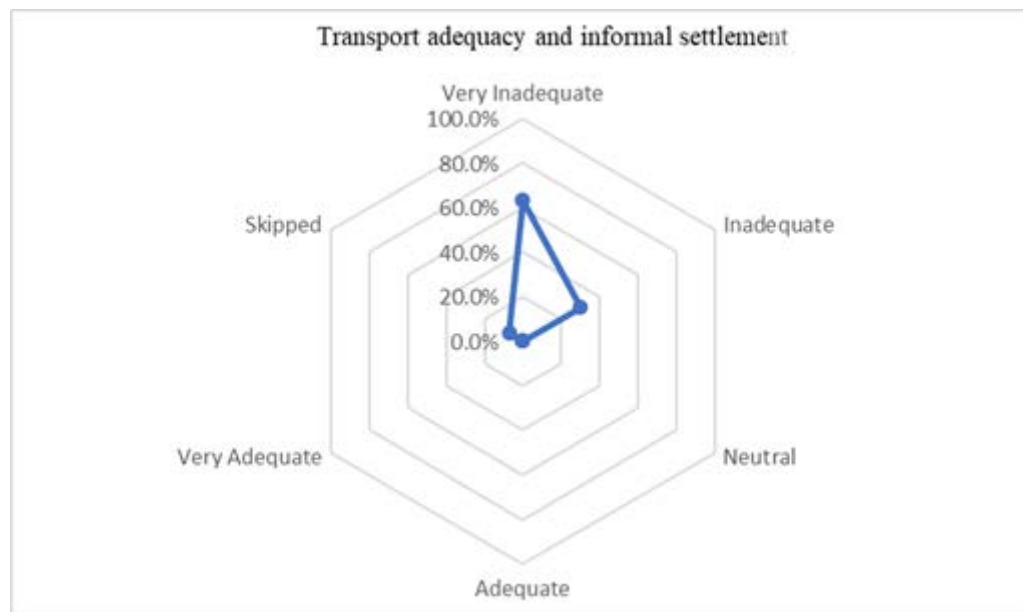 Transport adequacy and informal settlement
Very Inadequate
100.0%
80.0%
60.0%
40.0%
20.0%
0.0%
Skipped
Inadequate
Very Adequate
Neutral
Adequate